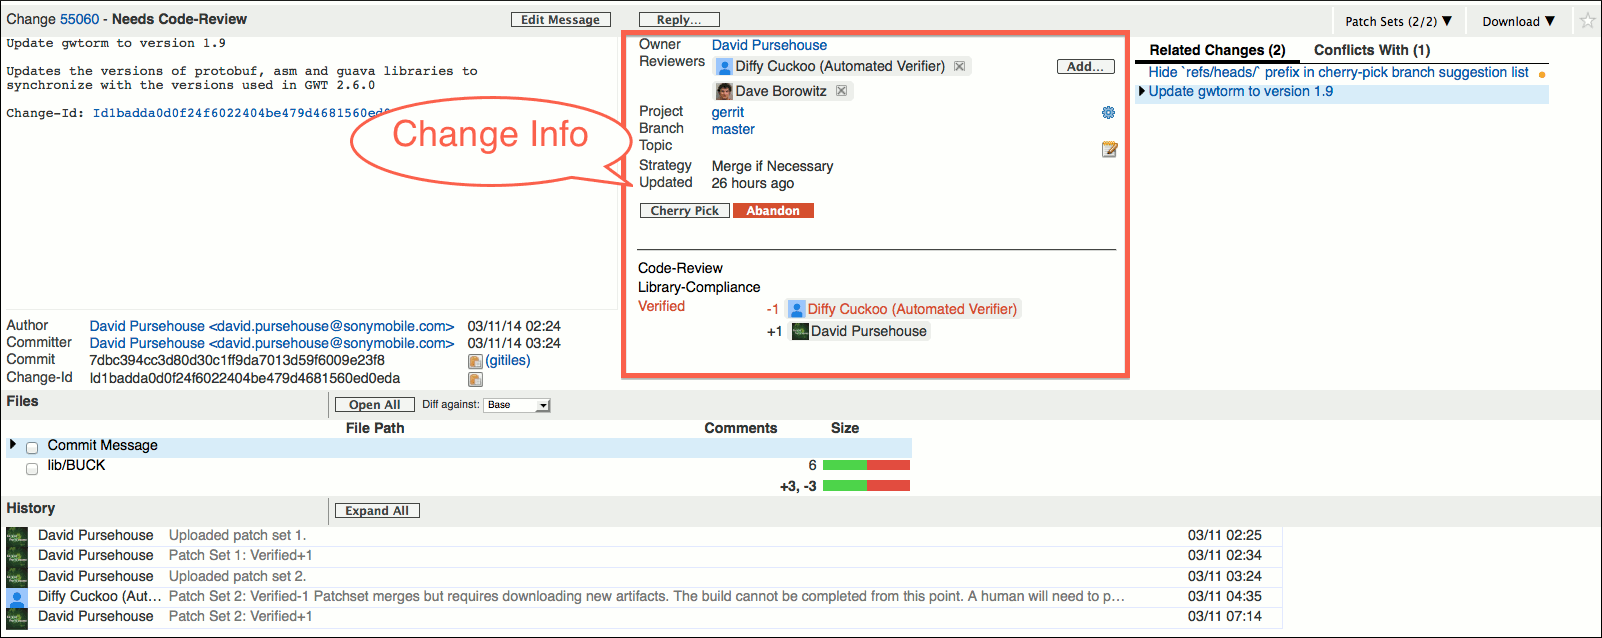 Change 55060 - Needs Code-Review
Edit Message
Reply...
Patch Sets (2/2) ▼
Download ▼
Update gwtorm to version 1.9
Updates the versions of protobuf, asm and guava libraries to
synchronize with the versions used in GWT 2.6.0
Change-Id: Id1badda0d0f24f6022404be479d4681560ed
Change Info
Owner David Pursehouse
Reviewers Diffy Cuckoo (Automated Verifier)
Add...
Dave Borowitz
Project gerrit
Branch master
Topic
Strategy Merge if Necessary
Updated 26 hours ago
Cherry Pick Abandon
Code-Review
Library-Compliance
Verified -1 Diffy Cuckoo (Automated Verifier)
+1 David Pursehouse
Related Changes (2) Conflicts With (1)
Hide `refs/heads/` prefix in cherry-pick branch suggestion list
Update gwtorm to version 1.9
Author David Pursehouse <david.pursehouse@sonymobile.com> 03/11/14 02:24
Committer David Pursehouse <david.pursehouse@sonymobile.com> 03/11/14 03:24
Commit 7dbc394cc3d80d30c1ff9da7013d59f6009e23f8 (gitiles)
Change-Id Id1badda0d0f24f6022404be479d4681560ed0eda
Files Open All Diff against: Base
File Path Comments Size
Commit Message
lib/BUCK 6
+3, -3
History Expand All
David Pursehouse Uploaded patch set 1. 03/11 02:25
David Pursehouse Patch Set 1: Verified+1 03/11 02:34
David Pursehouse Uploaded patch set 2. 03/11 03:24
Diffy Cuckoo (Aut... Patch Set 2: Verified-1 Patchset merges but requires downloading new artifacts. The build cannot be completed from this point. A human will need to p... 03/11 04:35
David Pursehouse Patch Set 2: Verified+1 03/11 07:14